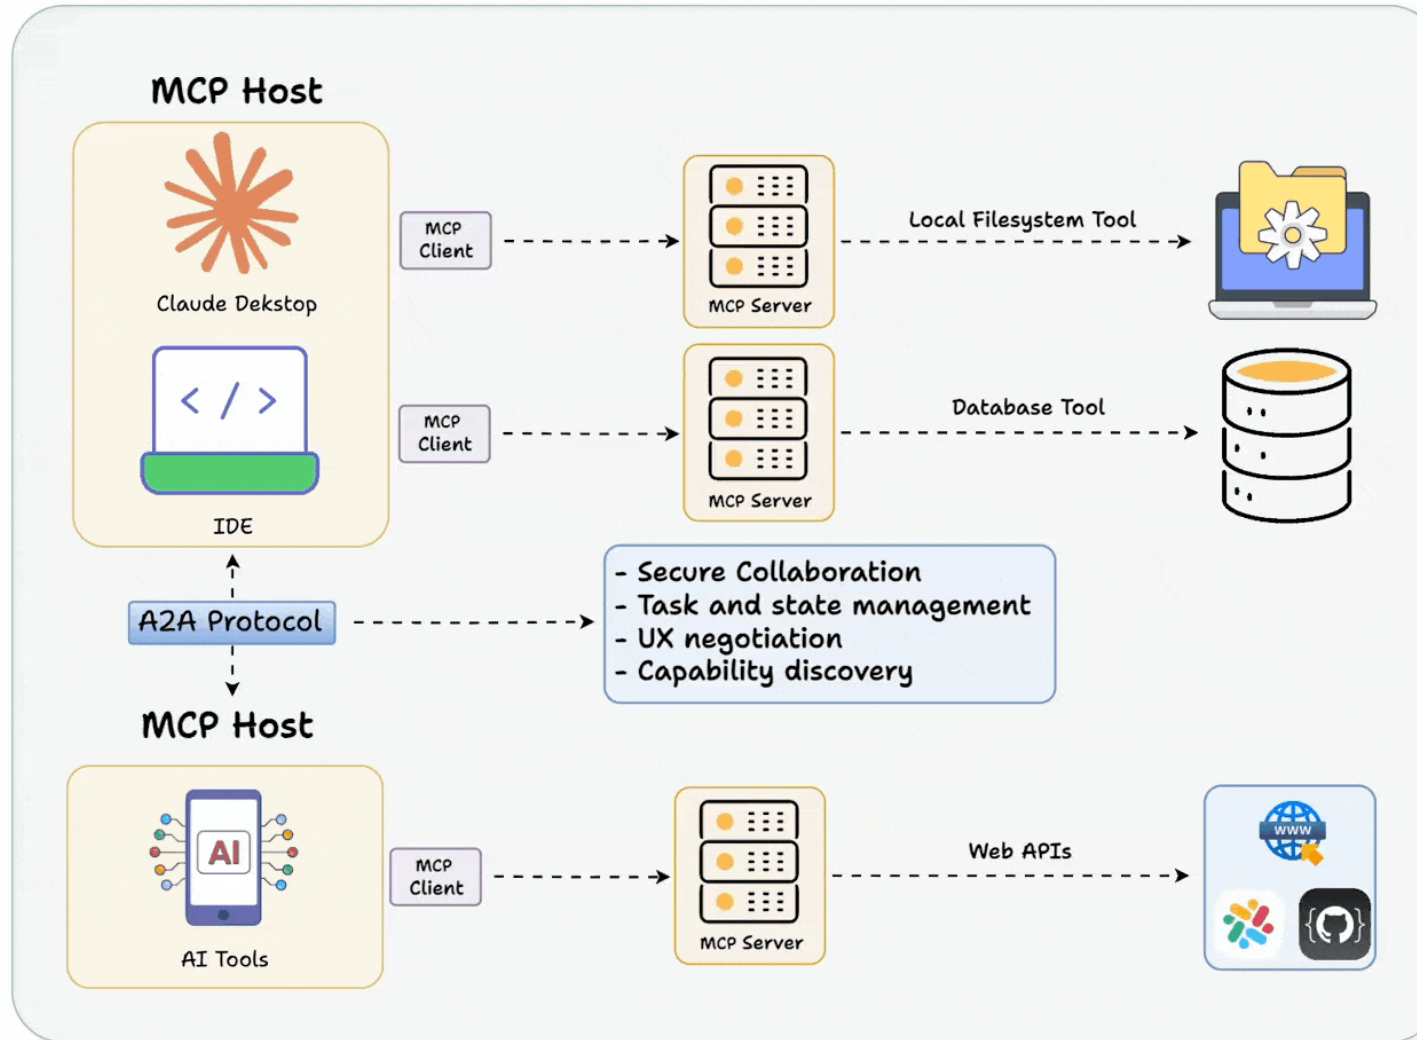 MCP Host
Claude Dekstop
MCP
Client
MCP Server
Local Filesystem Tool
</>
IDE
MCP
Client
MCP Server
Database Tool
A2A Protocol
- Secure Collaboration
- Task and state management
- UX negotiation
- Capability discovery
MCP Host
AI
AI Tools
MCP
Client
MCP Server
Web APIs
WWW